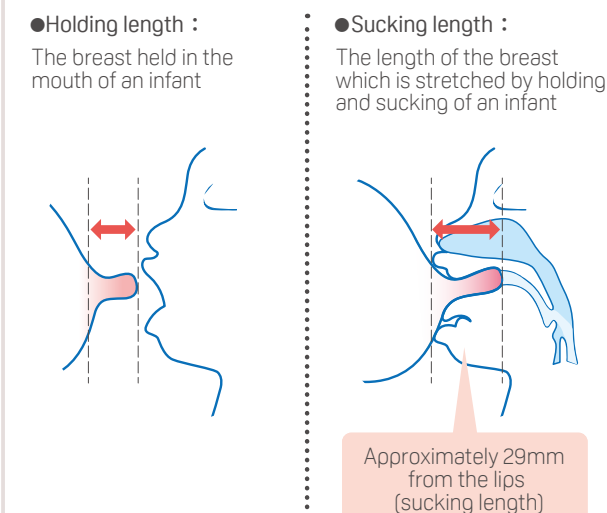 ●Holding length：
The breast held in the
mouth of an infant
●Sucking length：
The length of the breast
which is stretched by holding
and sucking of an infant
Approximately 29mm
from the lips
(sucking length)